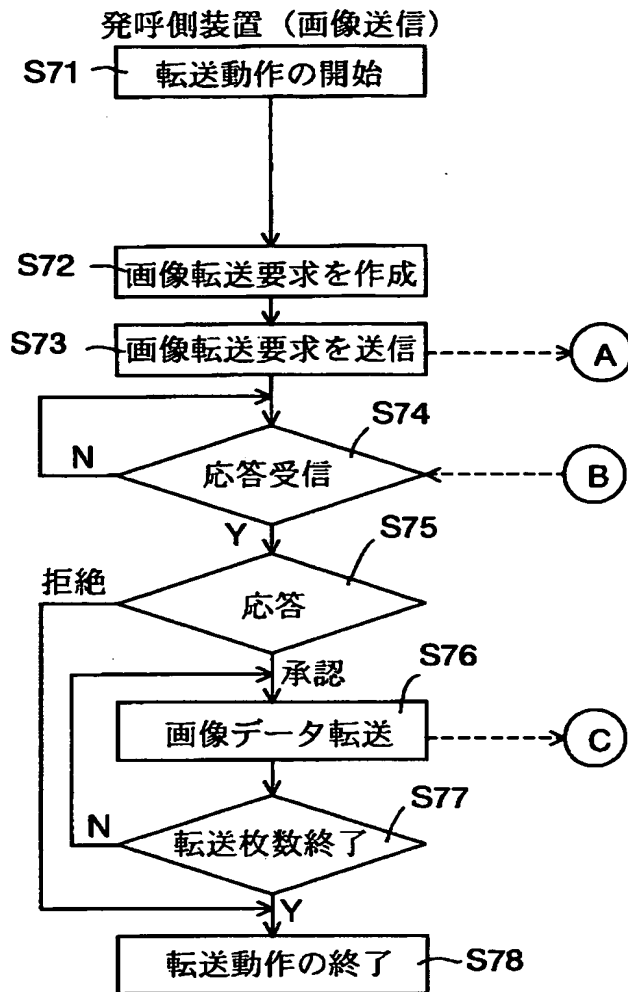 発呼側装置（画像送信）
S71
転送動作の開始
S72
画像転送要求を作成
S73
画像転送要求を送信
A
S74
N
応答受信
B
Y
S75
拒絶
応答
承認
S76
画像データ転送
C
S77
N
転送枚数終了
Y
転送動作の終了
S78